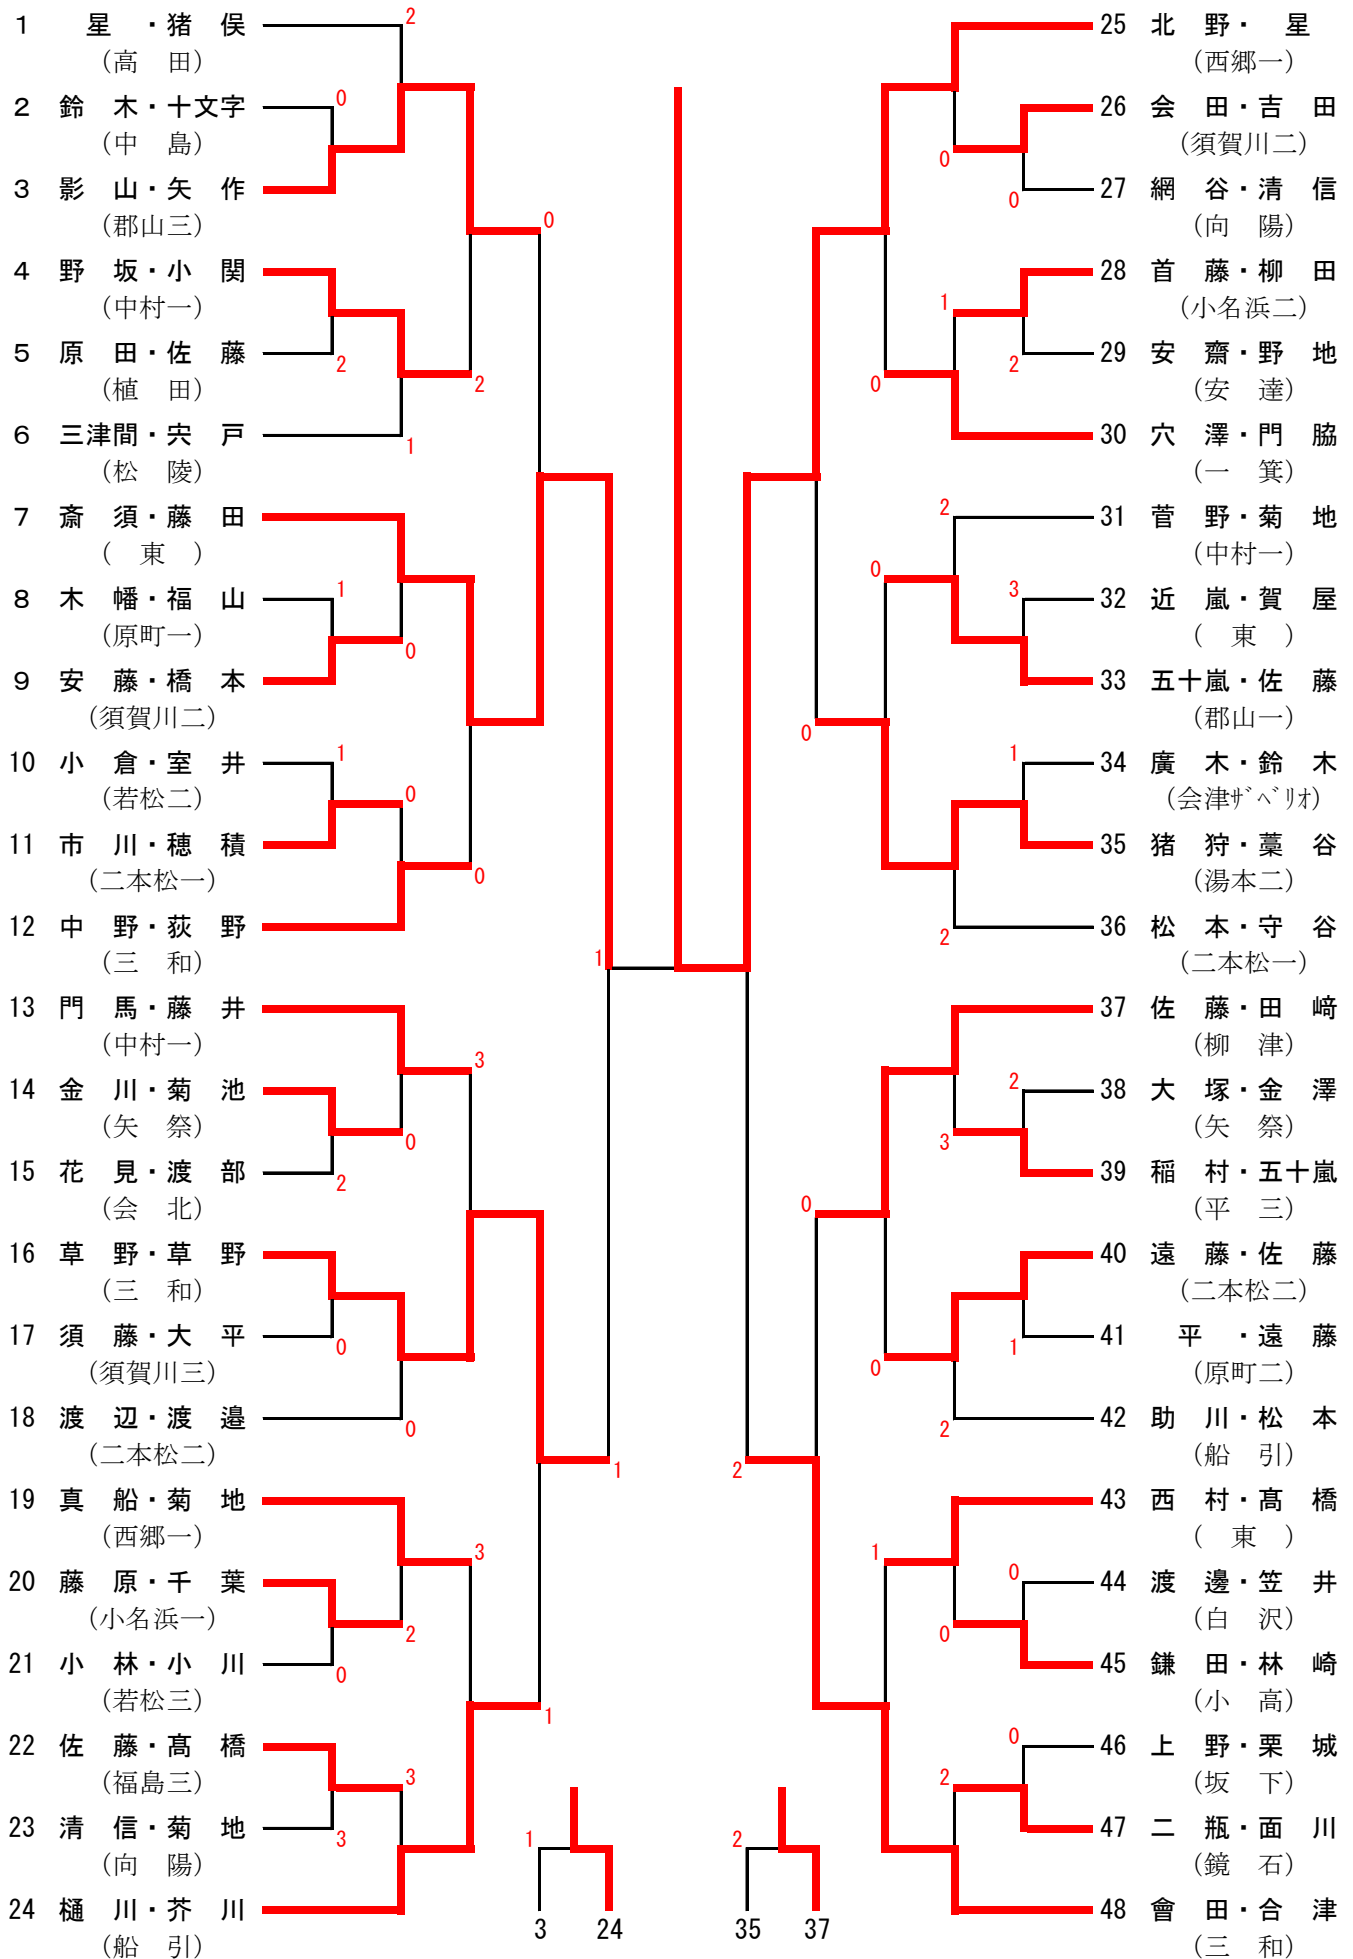 1 星 ・猪 俣
(高 田)
2 鈴 木・十文字
(中 島)
3 影 山・矢 作
(郡山三)
4 野 坂・小 関
(中村一)
5 原 田・佐 藤
(植 田)
6 三津間・宍 戸
(松 陵)
7 斎 須・藤 田
( 東 )
8 木 幡・福 山
(原町一)
9 安 藤・橋 本
(須賀川二)
10 小 倉・室 井
(若松二)
11 市 川・穂 積
(二本松一)
12 中 野・荻 野
(三 和)
13 門 馬・藤 井
(中村一)
14 金 川・菊 池
(矢 祭)
15 花 見・渡 部
(会 北)
16 草 野・草 野
(三 和)
17 須 藤・大 平
(須賀川三)
18 渡 辺・渡 邉
(二本松二)
19 真 船・菊 地
(西郷一)
20 藤 原・千 葉
(小名浜一)
21 小 林・小 川
(若松三)
22 佐 藤・髙 橋
(福島三)
23 清 信・菊 地
(向 陽)
24 樋 川・芥 川
(船 引)
2
0
2
1
1
0
1
0
0
2
0
0
2
0
3
3
2
0
3
0
0
3
1
1
1
1
3 24
2
35 37
2
25 北 野・ 星
(西郷一)
26 会 田・吉 田
(須賀川二)
27 網 谷・清 信
(向 陽)
28 首 藤・柳 田
(小名浜二)
29 安 齋・野 地
(安 達)
30 穴 澤・門 脇
(一 箕)
31 菅 野・菊 地
(中村一)
32 近 嵐・賀 屋
( 東 )
33 五十嵐・佐 藤
(郡山一)
34 廣 木・鈴 木
(会津ｻﾞﾍﾞﾘｵ)
35 猪 狩・藁 谷
(湯本二)
36 松 本・守 谷
(二本松一)
37 佐 藤・田 﨑
(柳 津)
38 大 塚・金 澤
(矢 祭)
39 稲 村・五十嵐
(平 三)
40 遠 藤・佐 藤
(二本松二)
41 平 ・遠 藤
(原町二)
42 助 川・松 本
(船 引)
43 西 村・髙 橋
( 東 )
44 渡 邊・笠 井
(白 沢)
45 鎌 田・林 崎
(小 高)
46 上 野・栗 城
(坂 下)
47 二 瓶・面 川
(鏡 石)
48 會 田・合 津
(三 和)
0
0
1
2
0
2
0
3
0
1
2
2
3
0
1
0
2
1
0
0
0
2